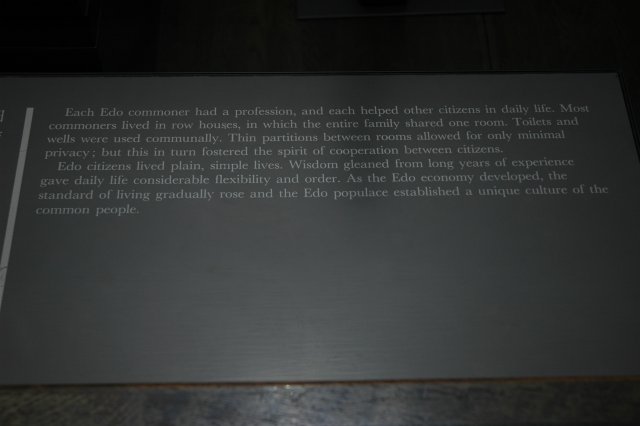 Each Edo commoner had a profession, and each helped other citizens in daily life. Most
commoners lived in row houses, in which the entire family shared one room. Toilets and
wells were used communally. Thin partitions between rooms allowed for only minimal
privacy; but this in turn fostered the spirit of cooperation between citizens.
Edo citizens lived plain, simple lives. Wisdom gleaned from long years of experience
gave daily life considerable flexibility and order. As the Edo economy developed, the
standard of living gradually rose and the Edo populace established a unique culture of the
common people.